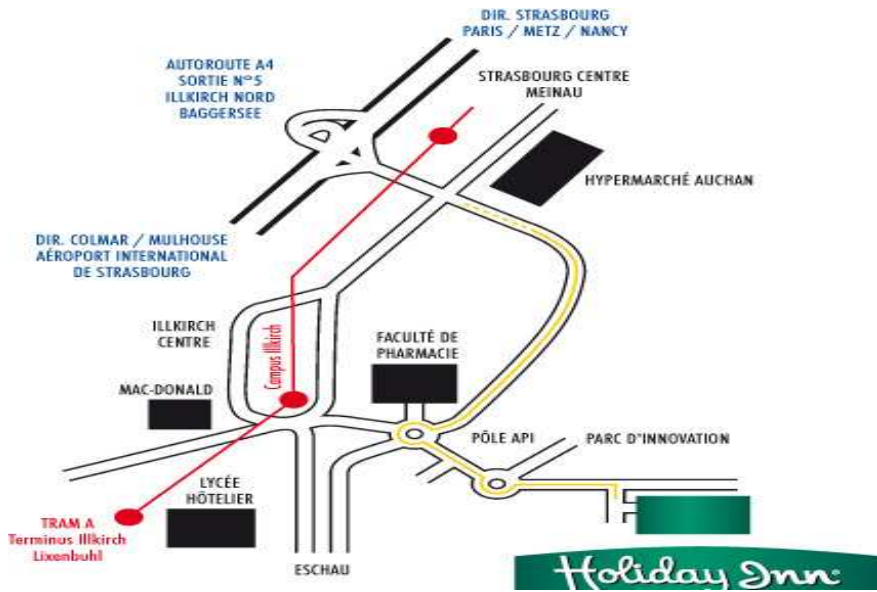 DIR. STRASBOURG
PARIS / METZ / NANCY
AUTOROUTE A4
SORTIE N°5
ILLKIRCH NORD
BAGGERSEE
STRASBOURG CENTRE
MEINAU
HYPERMARCHÉ AUCHAN
DIR. COLMAR / MULHOUSE
AÉROPORT INTERNATIONAL
DE STRASBOURG
ILLKIRCH
CENTRE
Campus Illkirch
FACULTÉ DE
PHARMACIE
MAC-DONALD
PÔLE API
PARC D'INNOVATION
LYCÉE
HÔTELIER
TRAM A
Terminus Illkirch
Lixenbuhl
ESCHAU
Holiday Inn®